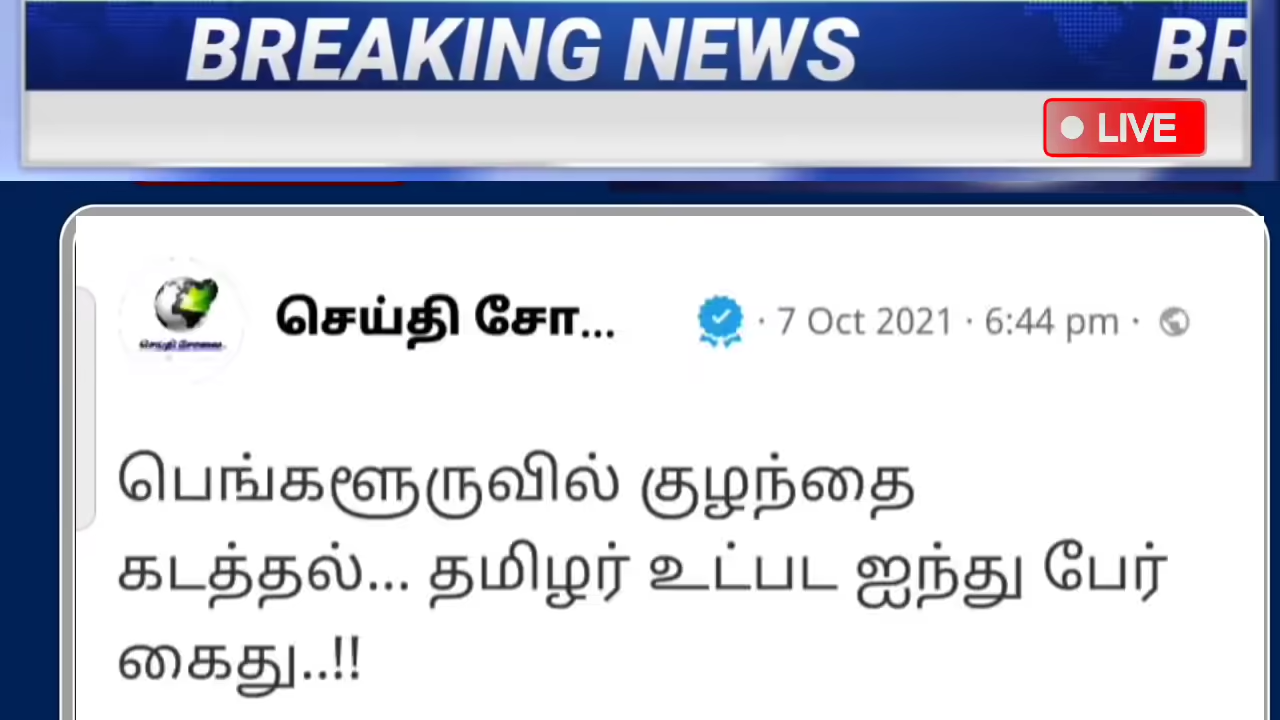 BREAKING NEWS BR
LIVE
செய்தி சோ... · 7 Oct 2021 · 6:44 pm ·
செய்தி சோலை
பெங்களூருவில் குழந்தை
கடத்தல்... தமிழர் உட்பட ஐந்து பேர்
கைது..!!